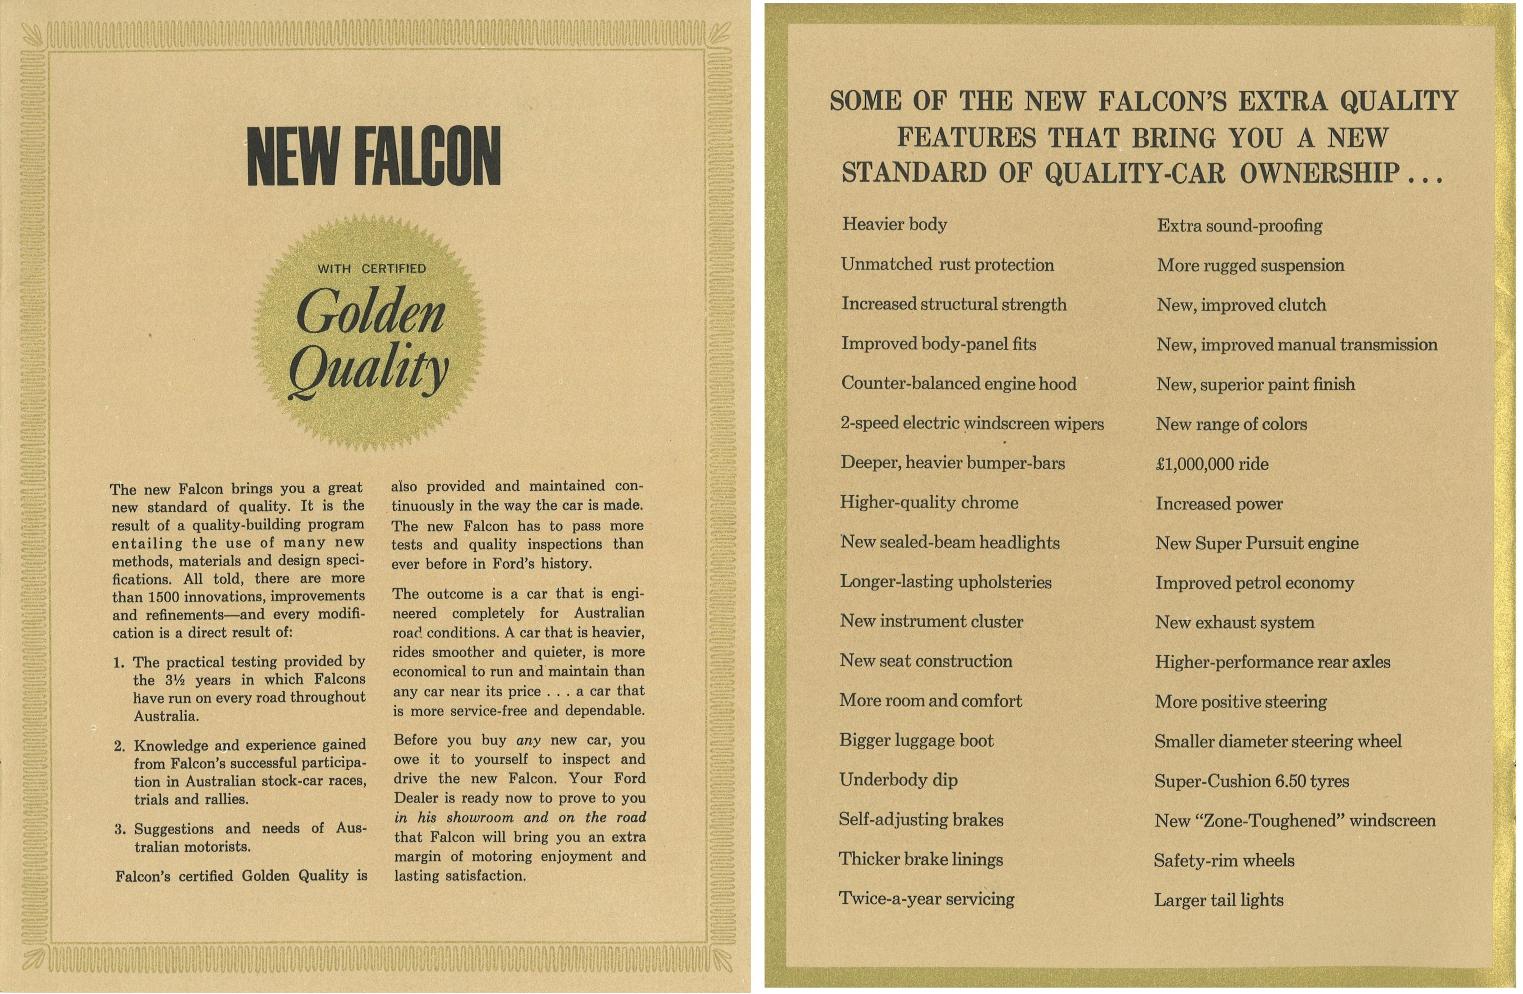 NEW FALCON
WITH CERTIFIED
Golden
Quality
The new Falcon brings you a great
new standard of quality. It is the
result of a quality-building program
entailing the use of many new
methods, materials and design speci-
fications. All told, there are more
than 1500 innovations, improvements
and refinements—and every modifi-
cation is a direct result of:
1. The practical testing provided by
the 3½ years in which Falcons
have run on every road throughout
Australia.
2. Knowledge and experience gained
from Falcon's successful participa-
tion in Australian stock-car races,
trials and rallies.
3. Suggestions and needs of Aus-
tralian motorists.
Falcon's certified Golden Quality is
also provided and maintained con-
tinuously in the way the car is made.
The new Falcon has to pass more
tests and quality inspections than
ever before in Ford's history.
The outcome is a car that is engi-
neered completely for Australian
road conditions. A car that is heavier,
rides smoother and quieter, is more
economical to run and maintain than
any car near its price . . . a car that
is more service-free and dependable.
Before you buy any new car, you
owe it to yourself to inspect and
drive the new Falcon. Your Ford
Dealer is ready now to prove to you
in his showroom and on the road
that Falcon will bring you an extra
margin of motoring enjoyment and
lasting satisfaction.
SOME OF THE NEW FALCON'S EXTRA QUALITY
FEATURES THAT BRING YOU A NEW
STANDARD OF QUALITY-CAR OWNERSHIP . . .
Heavier body
Unmatched rust protection
Increased structural strength
Improved body-panel fits
Counter-balanced engine hood
2-speed electric windscreen wipers
Deeper, heavier bumper-bars
Higher-quality chrome
New sealed-beam headlights
Longer-lasting upholsteries
New instrument cluster
New seat construction
More room and comfort
Bigger luggage boot
Underbody dip
Self-adjusting brakes
Thicker brake linings
Twice-a-year servicing
Extra sound-proofing
More rugged suspension
New, improved clutch
New, improved manual transmission
New, superior paint finish
New range of colors
£1,000,000 ride
Increased power
New Super Pursuit engine
Improved petrol economy
New exhaust system
Higher-performance rear axles
More positive steering
Smaller diameter steering wheel
Super-Cushion 6.50 tyres
New “Zone-Toughened” windscreen
Safety-rim wheels
Larger tail lights